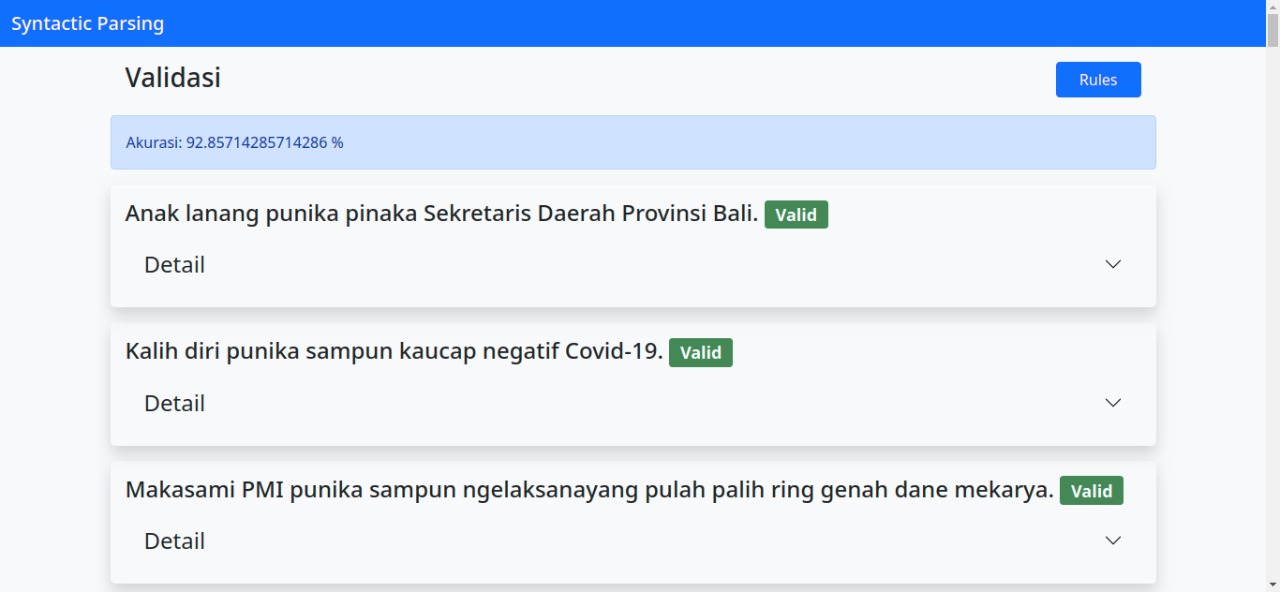 Syntactic Parsing
Validasi
Rules
Akurasi: 92.85714285714286 %
Anak lanang punika pinaka Sekretaris Daerah Provinsi Bali. Valid
Detail
Kalih diri punika sampun kaucap negatif Covid-19. Valid
Detail
Makasami PMI punika sampun ngelaksanayang pulah palih ring genah dane mekarya. Valid
Detail